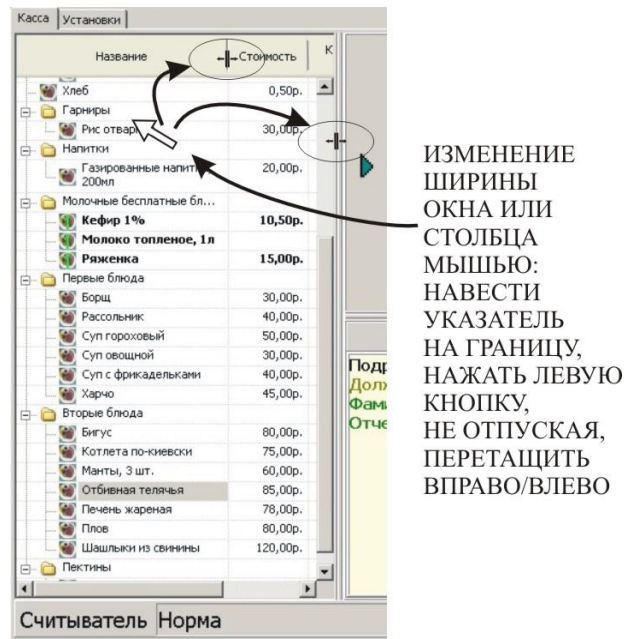 Касса Установки
Название Стоимость К
Хлеб 0,50р.
Гарниры
Рис отварн 30,00р.
Напитки
Газированные напит 20,00р.
200мл
Молочные бесплатные бл...
Кефир 1% 10,50р.
Молоко топленое, 1л
Ряженка 15,00р.
Первые блюда
Борщ 30,00р.
Рассольник 40,00р.
Суп гороховый 50,00р.
Суп овощной 30,00р.
Суп с фрикадельками 40,00р.
Харчо 45,00р.
Вторые блюда
Бигус 80,00р.
Котлета по-киевски 75,00р.
Манты, 3 шт. 60,00р.
Отбивная телячья 85,00р.
Печень жареная 78,00р.
Плов 80,00р.
Шашлыки из свинины 120,00р.
Пектины
Считыватель Норма
Подр
Долж
Фами
Отче
ИЗМЕНЕНИЕ
ШИРИНЫ
ОКНА ИЛИ
СТОЛБЦА
МЫШЬЮ:
НАВЕСТИ
УКАЗАТЕЛЬ
НА ГРАНИЦУ,
НАЖАТЬ ЛЕВУЮ
КНОПКУ,
НЕ ОТПУСКАЯ,
ПЕРЕТАЩИТЬ
ВПРАВО/ВЛЕВО